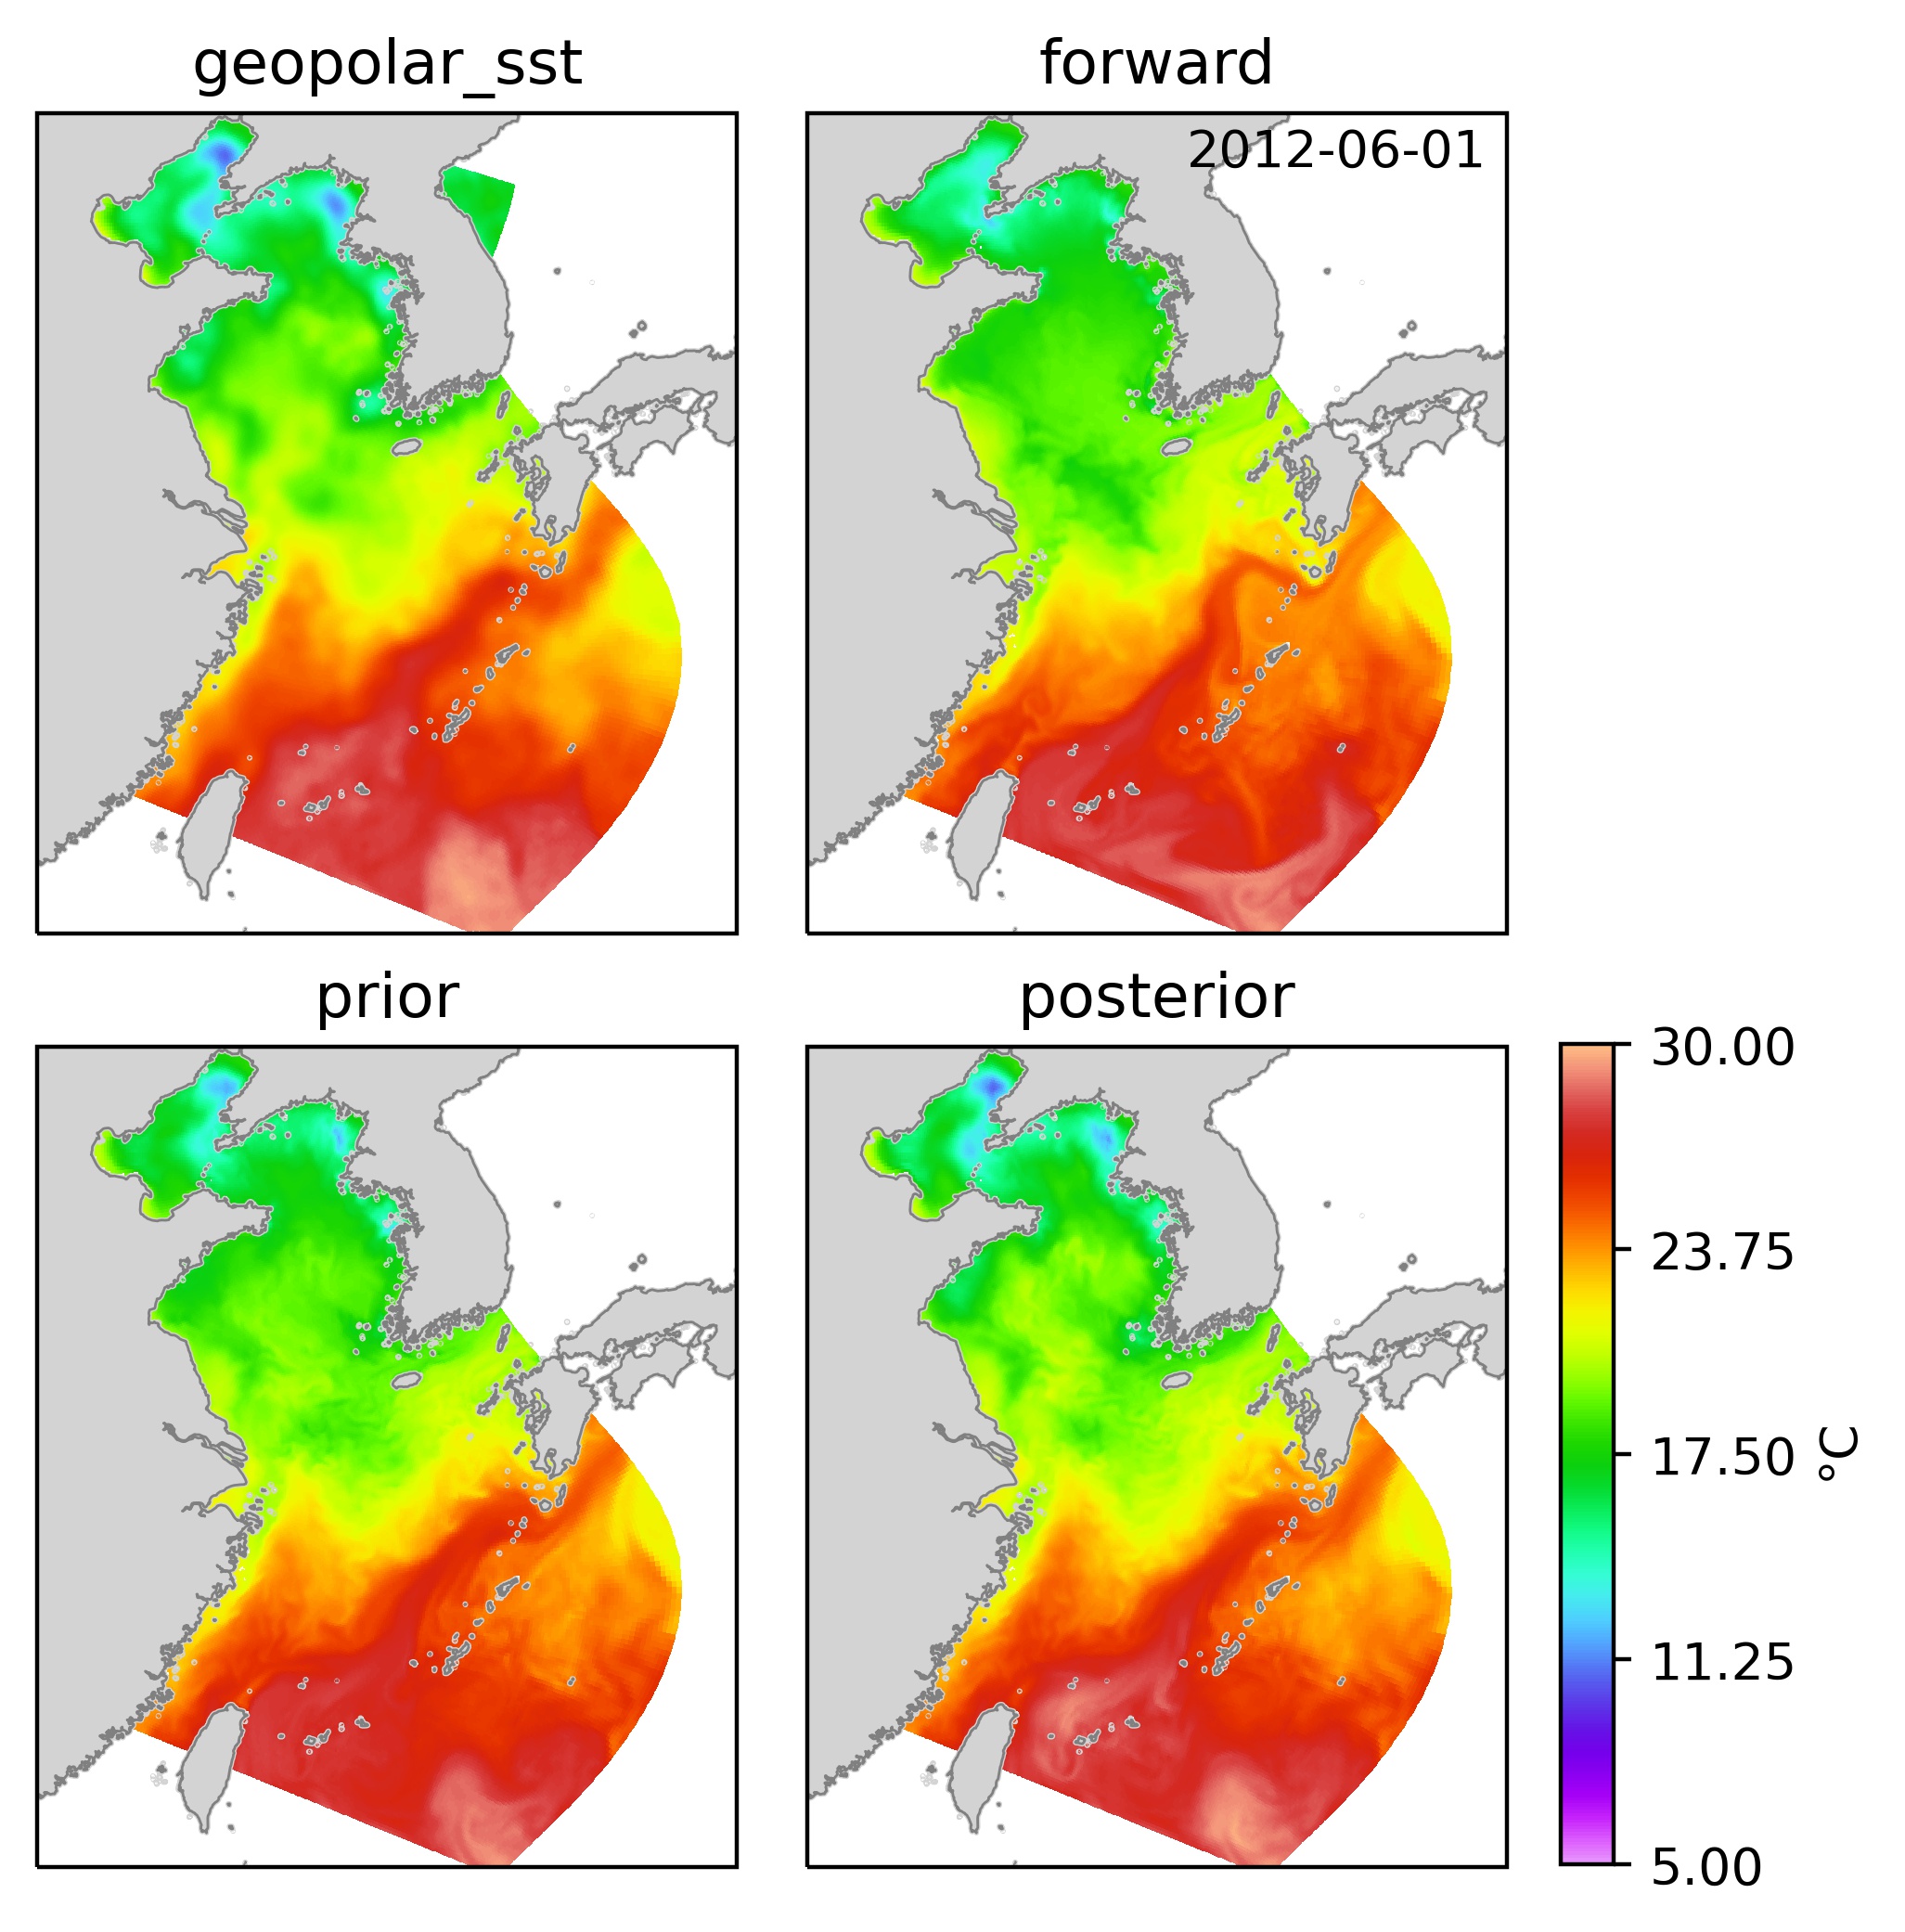 geopolar_sst
forward
2012-06-01
prior
posterior
30.00
23.75
17.50
11.25
5.00
°C